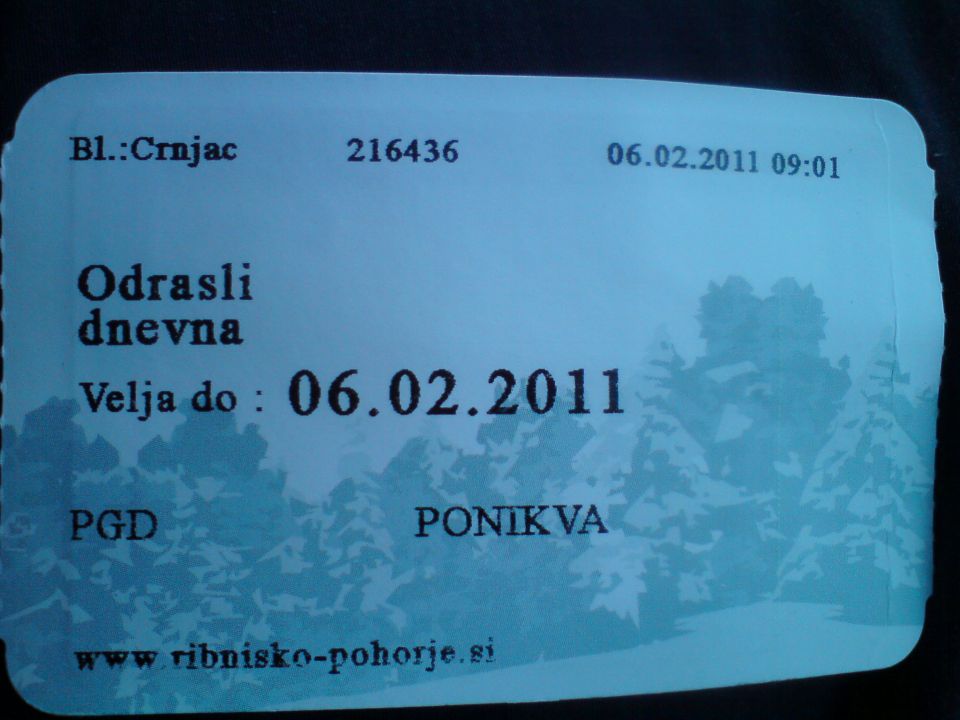 Bl.:Crnjac 216436 06.02.2011 09:01
Odrasli
dnevna
Velja do : 06.02.2011
PGD PONIKVA
www.ribnisko-pohorje.si